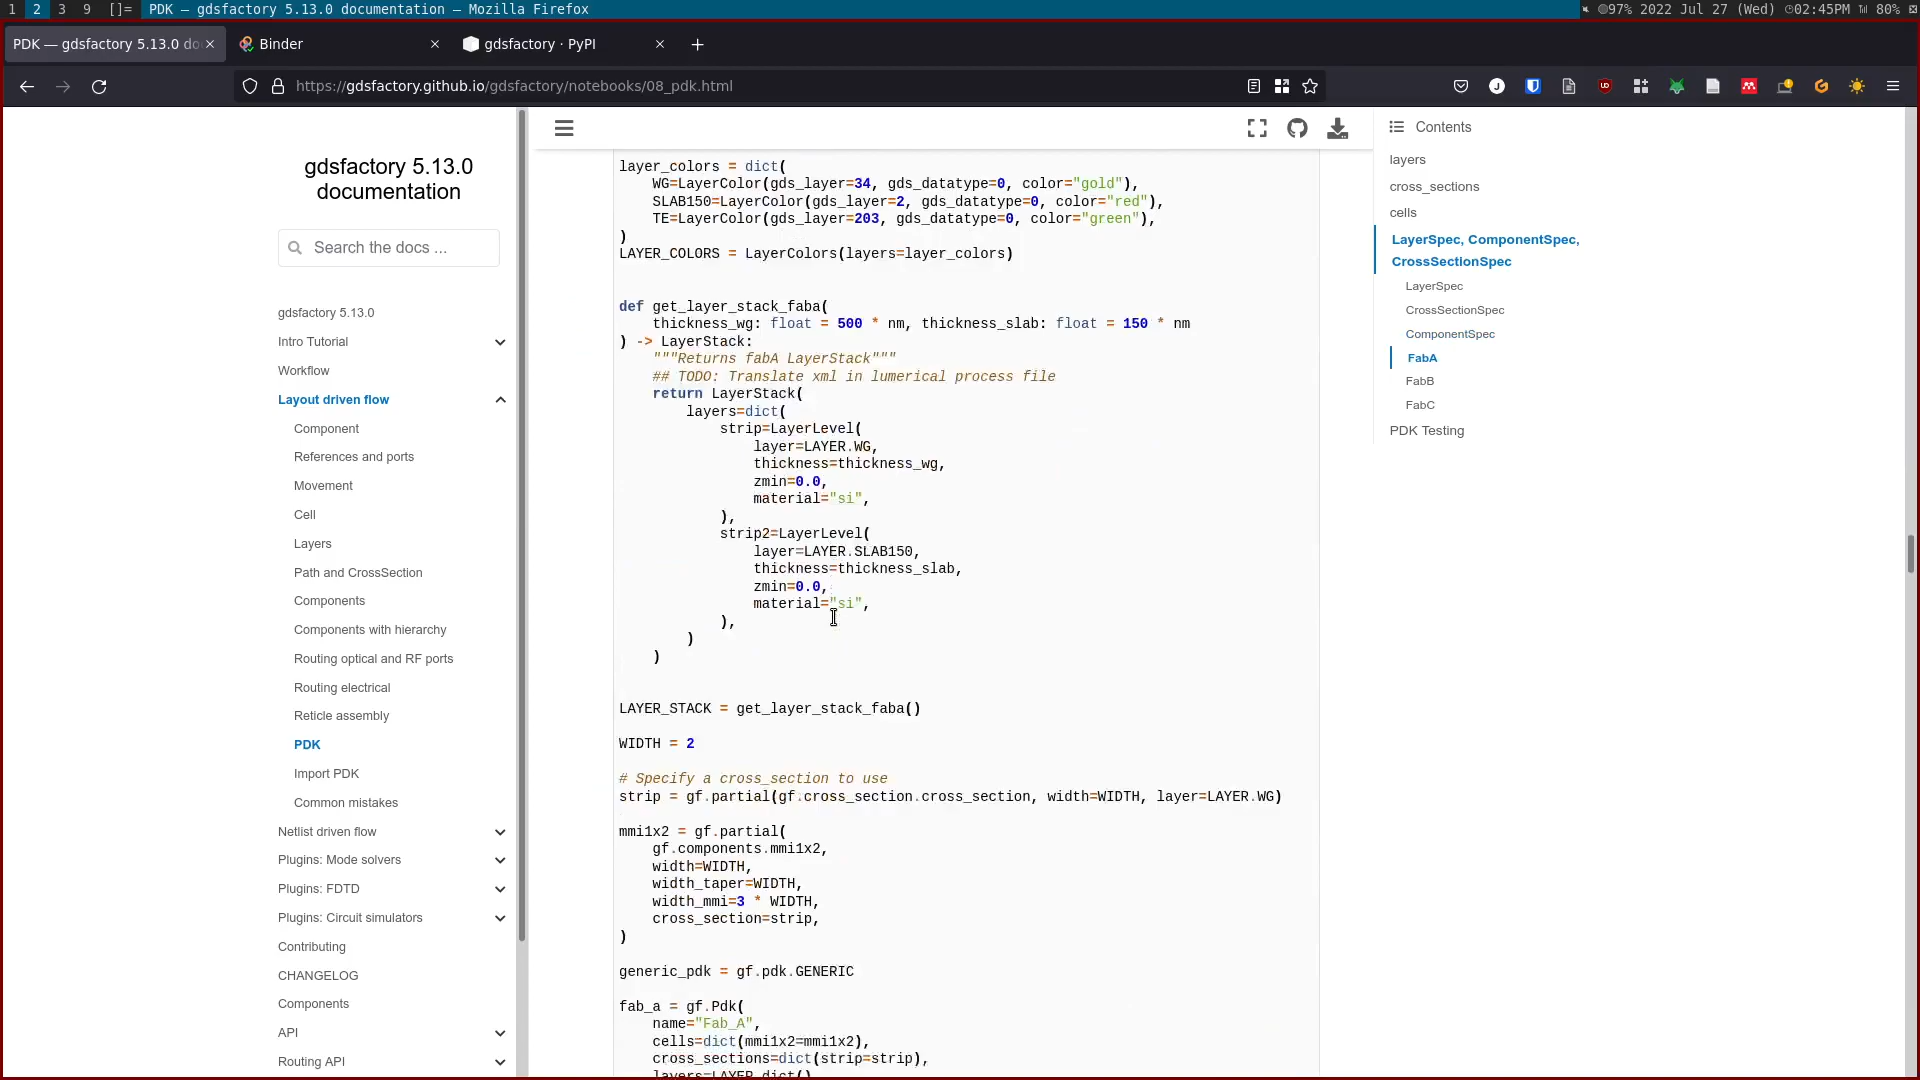 1 2 3 9 []= PDK — gdsfactory 5.13.0 documentation — Mozilla Firefox 97% 2022 Jul 27 (Wed) 02:45PM 80%
PDK — gdsfactory 5.13.0 do
Binder
gdsfactory · PyPI
https://gdsfactory.github.io/gdsfactory/notebooks/08_pdk.html
gdsfactory 5.13.0
documentation
Search the docs ...
gdsfactory 5.13.0
Intro Tutorial
Workflow
Layout driven flow
Component
References and ports
Movement
Cell
Layers
Path and CrossSection
Components
Components with hierarchy
Routing optical and RF ports
Routing electrical
Reticle assembly
PDK
Import PDK
Common mistakes
Netlist driven flow
Plugins: Mode solvers
Plugins: FDTD
Plugins: Circuit simulators
Contributing
CHANGELOG
Components
API
Routing API
layer_colors = dict(
    WG=LayerColor(gds_layer=34, gds_datatype=0, color="gold"),
    SLAB150=LayerColor(gds_layer=2, gds_datatype=0, color="red"),
    TE=LayerColor(gds_layer=203, gds_datatype=0, color="green"),
)
LAYER_COLORS = LayerColors(layers=layer_colors)
def get_layer_stack_faba(
    thickness_wg: float = 500 * nm, thickness_slab: float = 150 * nm
) -> LayerStack:
    """Returns fabA LayerStack"""
    ## TODO: Translate xml in lumerical process file
    return LayerStack(
        layers=dict(
            strip=LayerLevel(
                layer=LAYER.WG,
                thickness=thickness_wg,
                zmin=0.0,
                material="si",
            ),
            strip2=LayerLevel(
                layer=LAYER.SLAB150,
                thickness=thickness_slab,
                zmin=0.0,
                material="si",
            ),
        )
    )
LAYER_STACK = get_layer_stack_faba()
WIDTH = 2
# Specify a cross_section to use
strip = gf.partial(gf.cross_section.cross_section, width=WIDTH, layer=LAYER.WG)
mmi1x2 = gf.partial(
    gf.components.mmi1x2,
    width=WIDTH,
    width_taper=WIDTH,
    width_mmi=3 * WIDTH,
    cross_section=strip,
)
generic_pdk = gf.pdk.GENERIC
fab_a = gf.Pdk(
    name="Fab_A",
    cells=dict(mmi1x2=mmi1x2),
    cross_sections=dict(strip=strip),
    layers=LAYER.dict(),
Contents
layers
cross_sections
cells
LayerSpec, ComponentSpec,
CrossSectionSpec
LayerSpec
CrossSectionSpec
ComponentSpec
FabA
FabB
FabC
PDK Testing